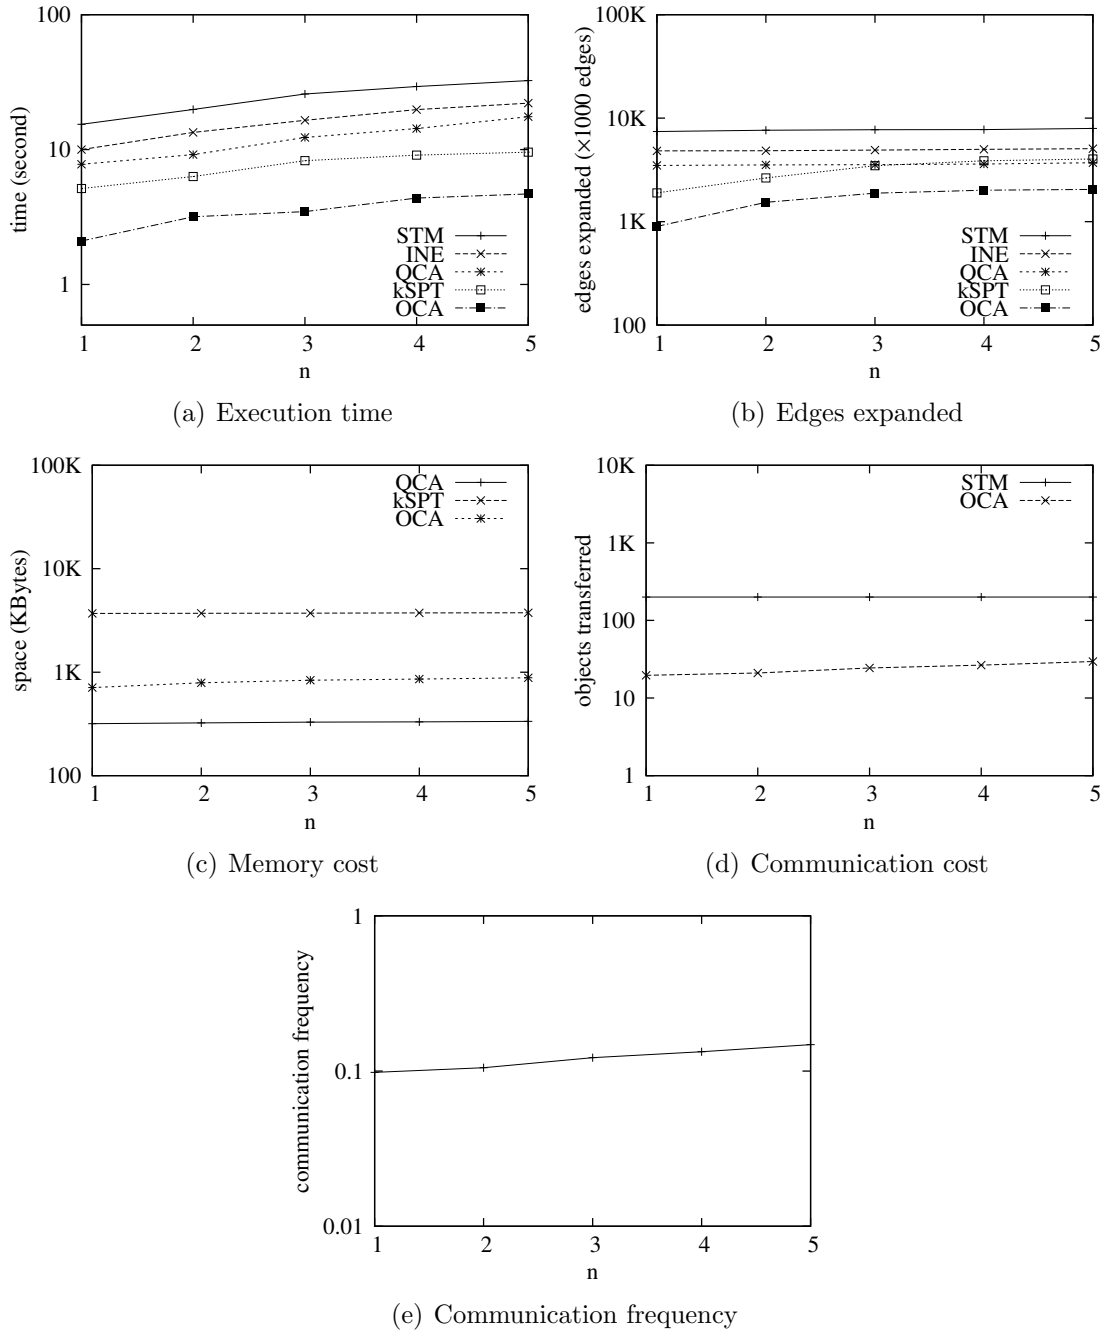 100
10
1
time (second)
STM
INE
QCA
kSPT
OCA
1 2 3 4 5
n
(a) Execution time
100K
10K
1K
100
edges expanded (×1000 edges)
STM
INE
QCA
kSPT
OCA
1 2 3 4 5
n
(b) Edges expanded
100K
10K
1K
100
space (KBytes)
QCA
kSPT
OCA
1 2 3 4 5
n
(c) Memory cost
10K
1K
100
10
1
objects transferred
STM
OCA
1 2 3 4 5
n
(d) Communication cost
1
0.1
0.01
communication frequency
1 2 3 4 5
n
(e) Communication frequency